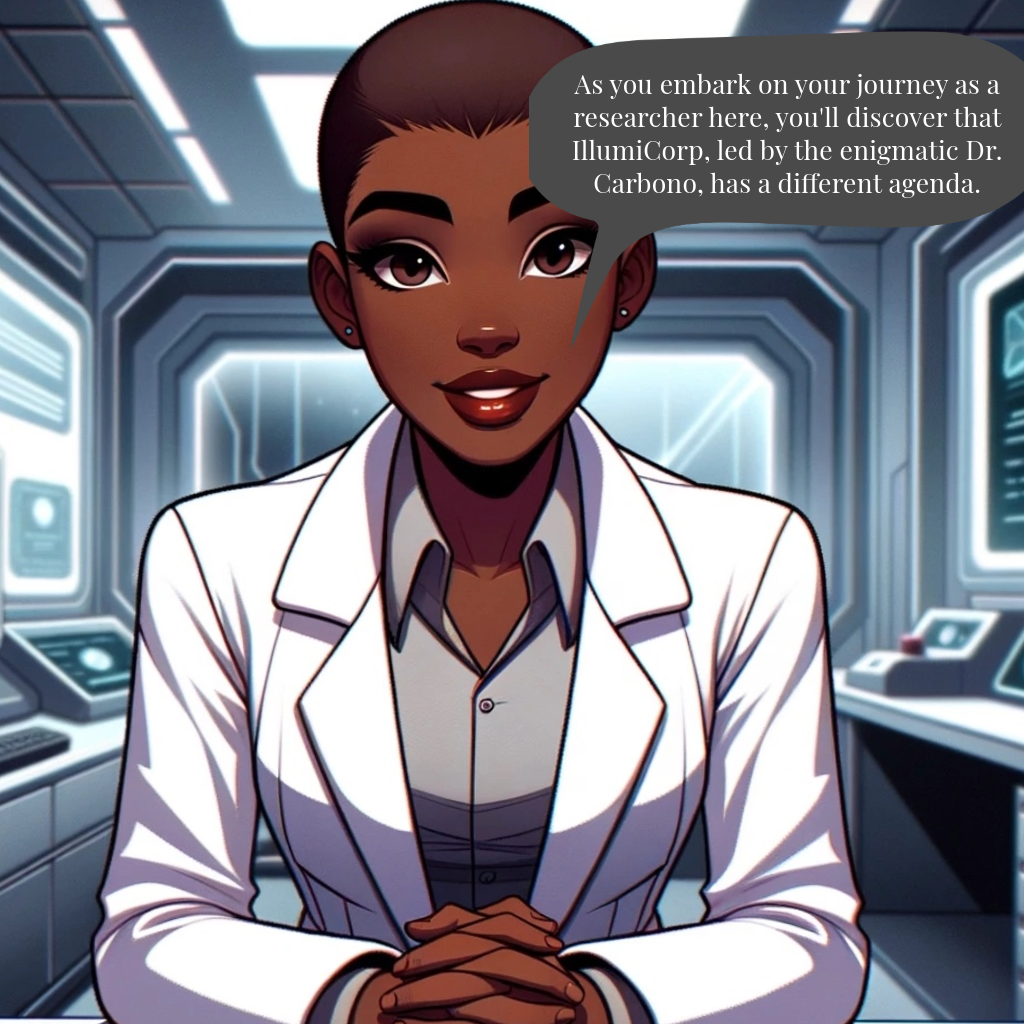 As you embark on your journey as a
researcher here, you'll discover that
IllumiCorp, led by the enigmatic Dr.
Carbono, has a different agenda.